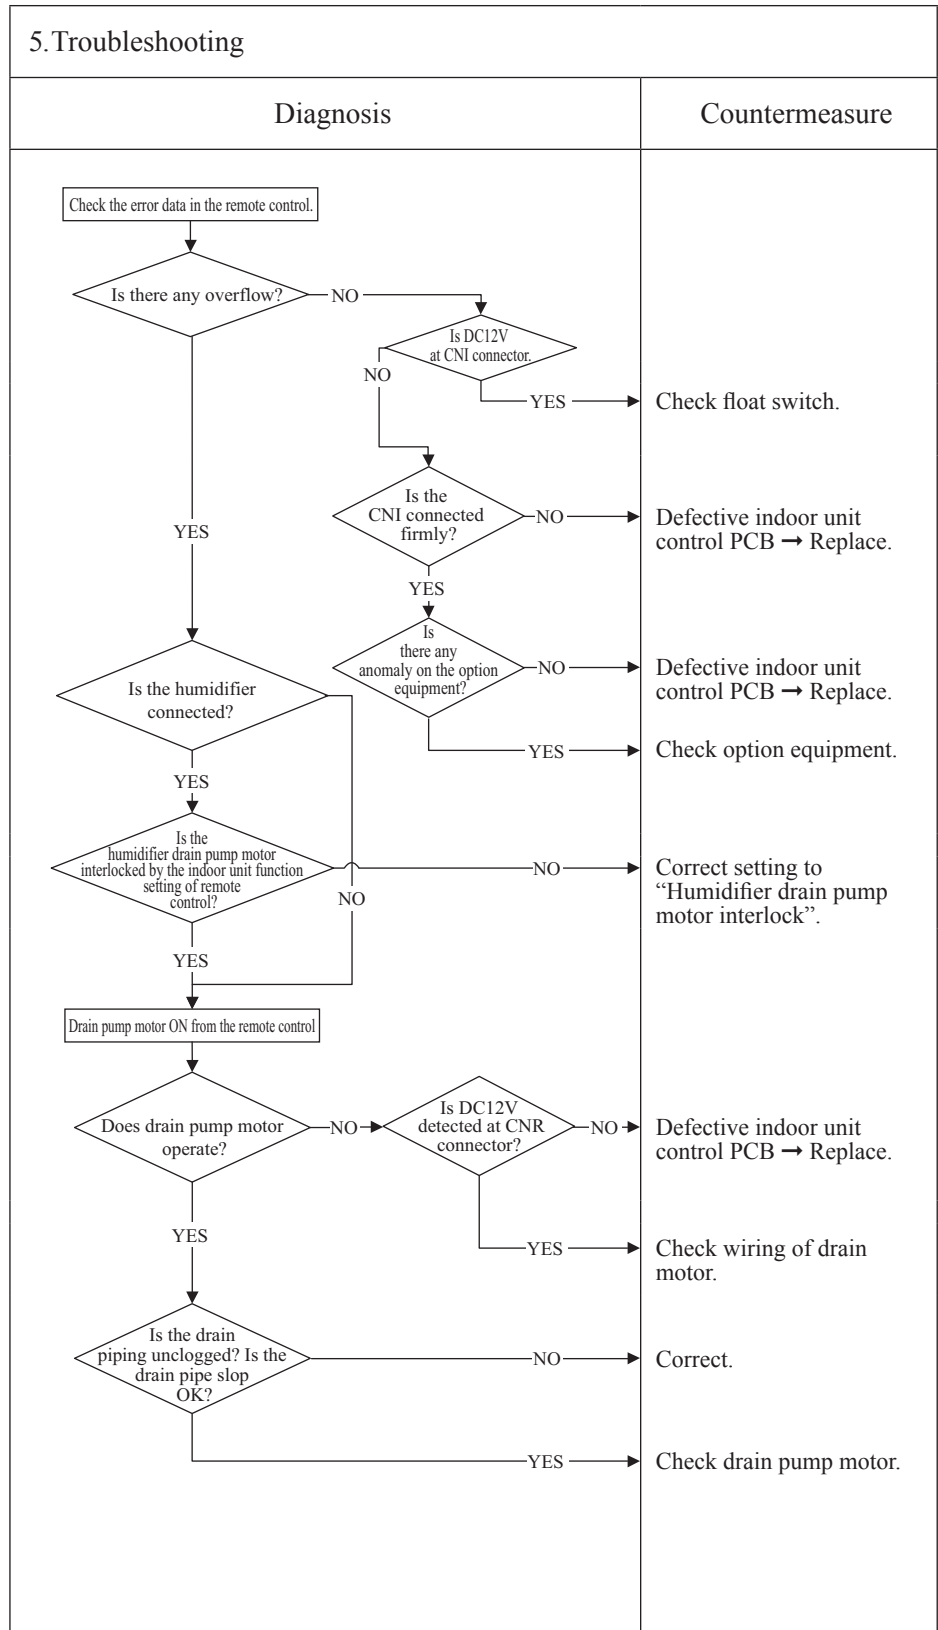 5.Troubleshooting
Diagnosis
Countermeasure
Check the error data in the remote control.
Is there any overflow?
NO
Is DC12V
at CNI connector.
NO
YES
Check float switch.
Is the
CNI connected
firmly?
NO
Defective indoor unit
control PCB → Replace.
YES
YES
Is
there any
anomaly on the option
equipment?
NO
Defective indoor unit
control PCB → Replace.
Is the humidifier
connected?
YES
Check option equipment.
YES
Is the
humidifier drain pump motor
interlocked by the indoor unit function
setting of remote
control?
NO
Correct setting to
“Humidifier drain pump
motor interlock”.
NO
YES
Drain pump motor ON from the remote control
Does drain pump motor
operate?
NO
Is DC12V
detected at CNR
connector?
NO
Defective indoor unit
control PCB → Replace.
YES
YES
Check wiring of drain
motor.
Is the drain
piping unclogged? Is the
drain pipe slop
OK?
NO
Correct.
YES
Check drain pump motor.